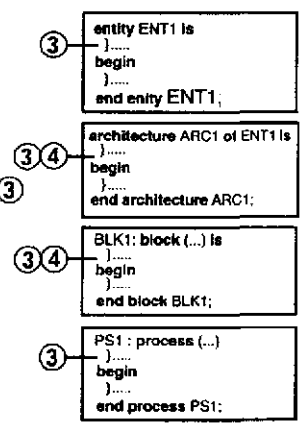 entity ENT1 is
③ }.....
begin
}.....
end enity ENT1;
architecture ARC1 of ENT1 is
③④ }.....
begin
③ }.....
end architecture ARC1;
BLK1: block (...) is
③④ }.....
begin
}.....
end block BLK1;
PS1 : process (...)
③ }.....
begin
}.....
end process PS1;